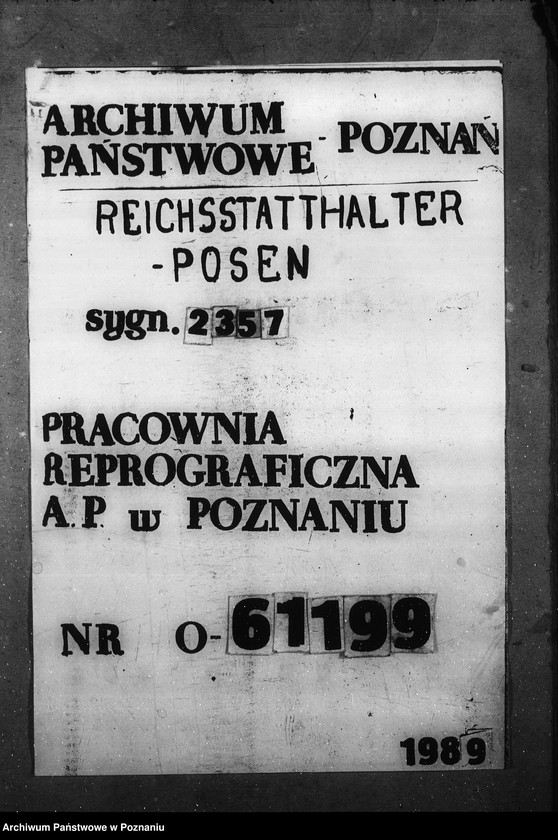 ARCHIWUM
PAŃSTWOWE - POZNAŃ
REICHSSTATTHALTER
-POSEN
sygn. 2357
PRACOWNIA
REPROGRAFICZNA
A.P. w POZNANIU
NR O-61199
1989
Archiwum Państwowe w Poznaniu